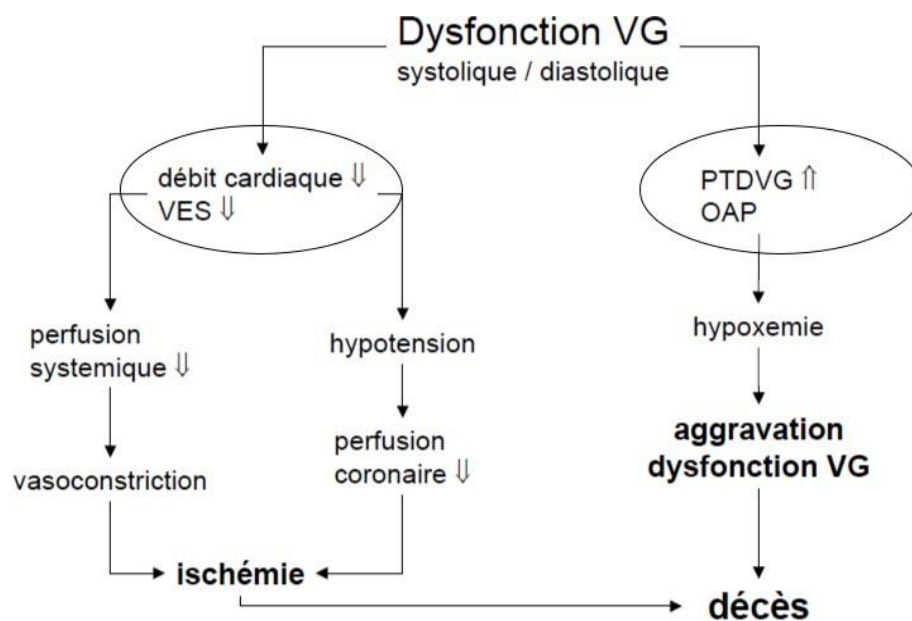 Dysfonction VG
systolique / diastolique
débit cardiaque ⇓
VES ⇓
PTDVG ⇑
OAP
perfusion
systemique ⇓
hypotension
hypoxemie
vasoconstriction
perfusion
coronaire ⇓
aggravation
dysfonction VG
ischémie
décès